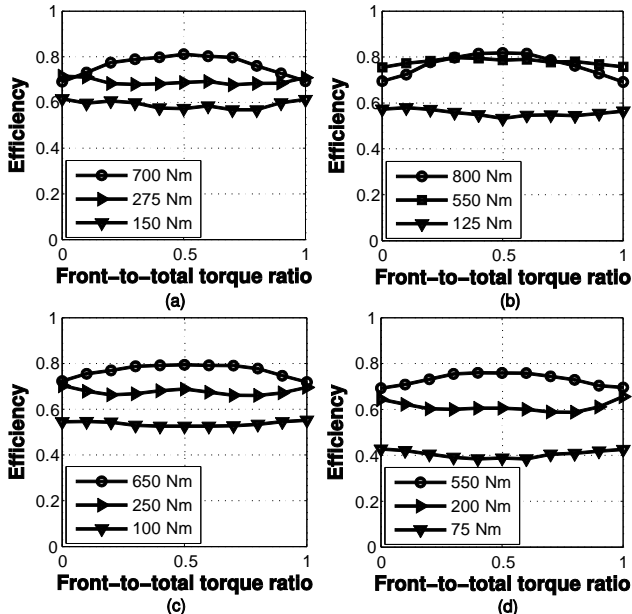 1
0.8
0.6
0.4
0.2
0
Efficiency
700 Nm
275 Nm
150 Nm
0 0.5 1
Front-to-total torque ratio
(a)
1
0.8
0.6
0.4
0.2
0
Efficiency
800 Nm
550 Nm
125 Nm
0 0.5 1
Front-to-total torque ratio
(b)
1
0.8
0.6
0.4
0.2
0
Efficiency
650 Nm
250 Nm
100 Nm
0 0.5 1
Front-to-total torque ratio
(c)
1
0.8
0.6
0.4
0.2
0
Efficiency
550 Nm
200 Nm
75 Nm
0 0.5 1
Front-to-total torque ratio
(d)